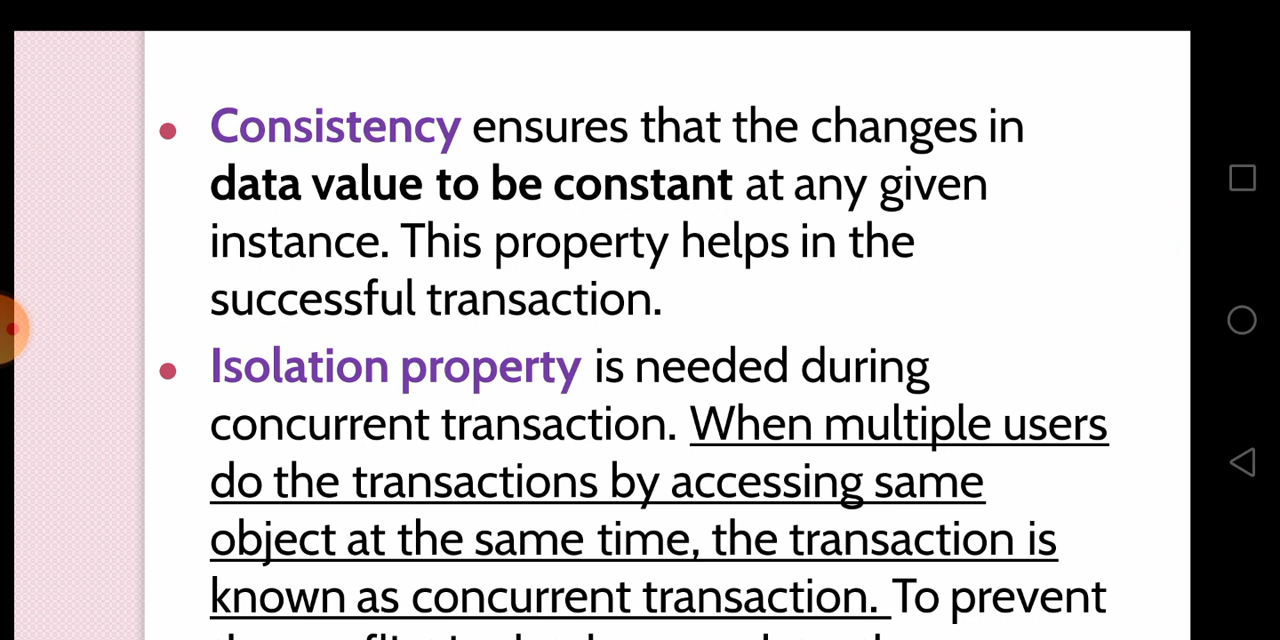 Consistency ensures that the changes in
data value to be constant at any given
instance. This property helps in the
successful transaction.
Isolation property is needed during
concurrent transaction. When multiple users
do the transactions by accessing same
object at the same time, the transaction is
known as concurrent transaction. To prevent